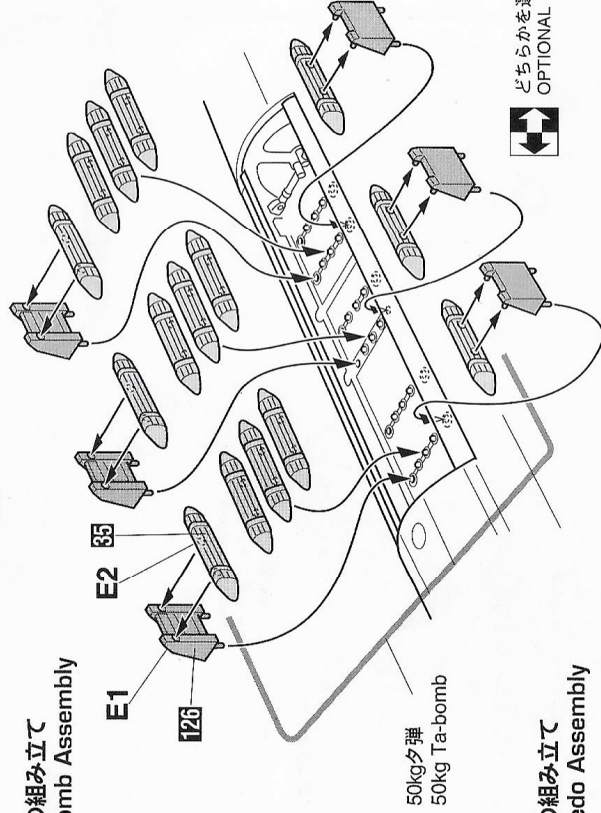 の組み立て
omb Assembly
E1
126
E2
35
50kgタ弾
50kg Ta-bomb
どちらかを選
OPTIONAL
の組み立て
edo Assembly